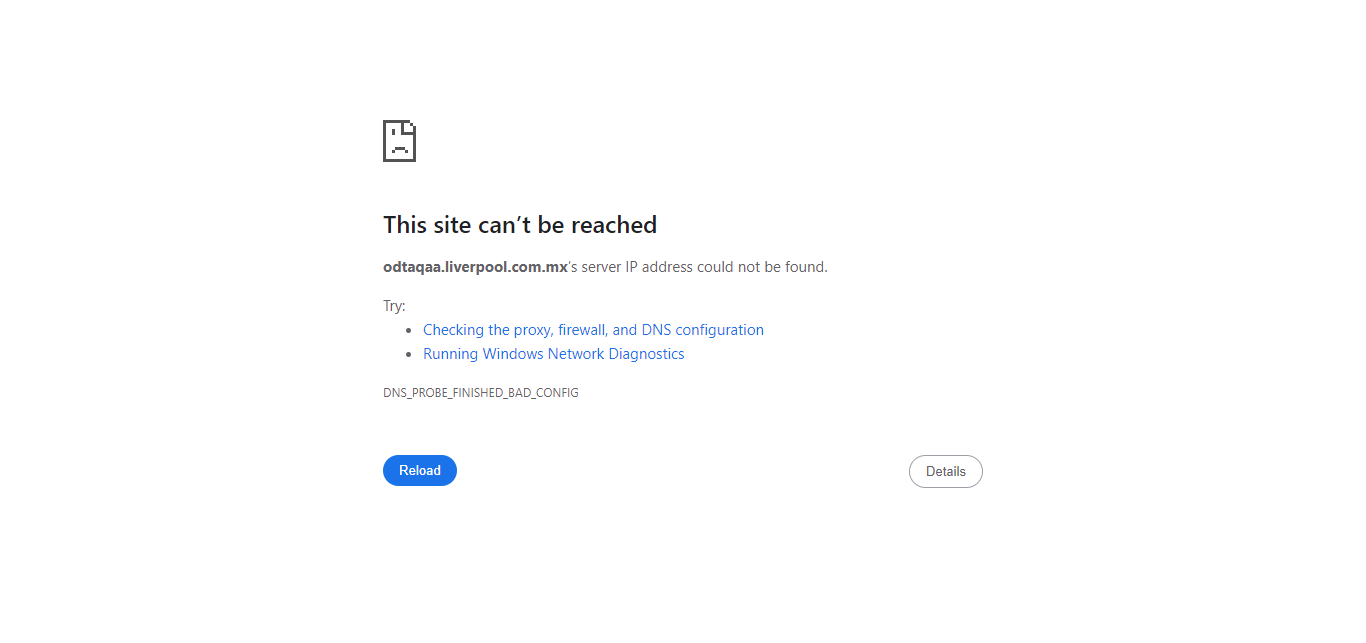 This site can’t be reached
odtaqaa.liverpool.com.mx’s server IP address could not be found.
Try:
Checking the proxy, firewall, and DNS configuration
Running Windows Network Diagnostics
DNS_PROBE_FINISHED_BAD_CONFIG
Reload
Details